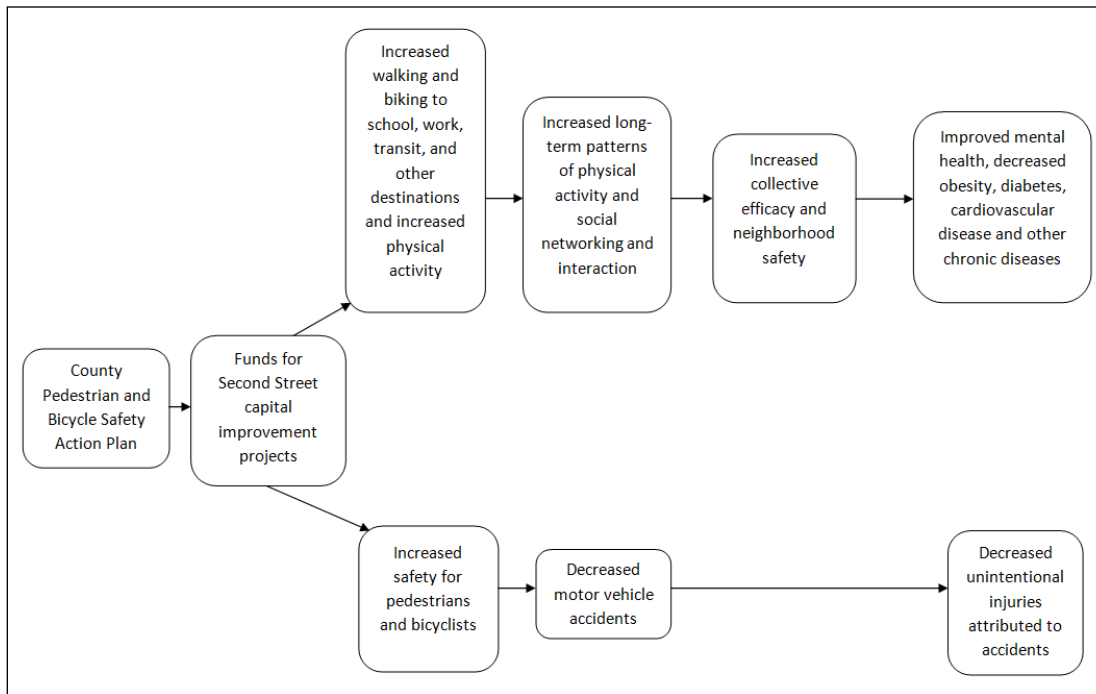 Increased
walking and
biking to
school, work,
transit, and
other
destinations
and increased
physical
activity
Increased long-
term patterns
of physical
activity and
social
networking and
interaction
Increased
collective
efficacy and
neighborhood
safety
Improved mental
health, decreased
obesity, diabetes,
cardiovascular
disease and other
chronic diseases
County
Pedestrian and
Bicycle Safety
Action Plan
Funds for
Second Street
capital
improvement
projects
Increased
safety for
pedestrians
and bicyclists
Decreased
motor vehicle
accidents
Decreased
unintentional
injuries
attributed to
accidents